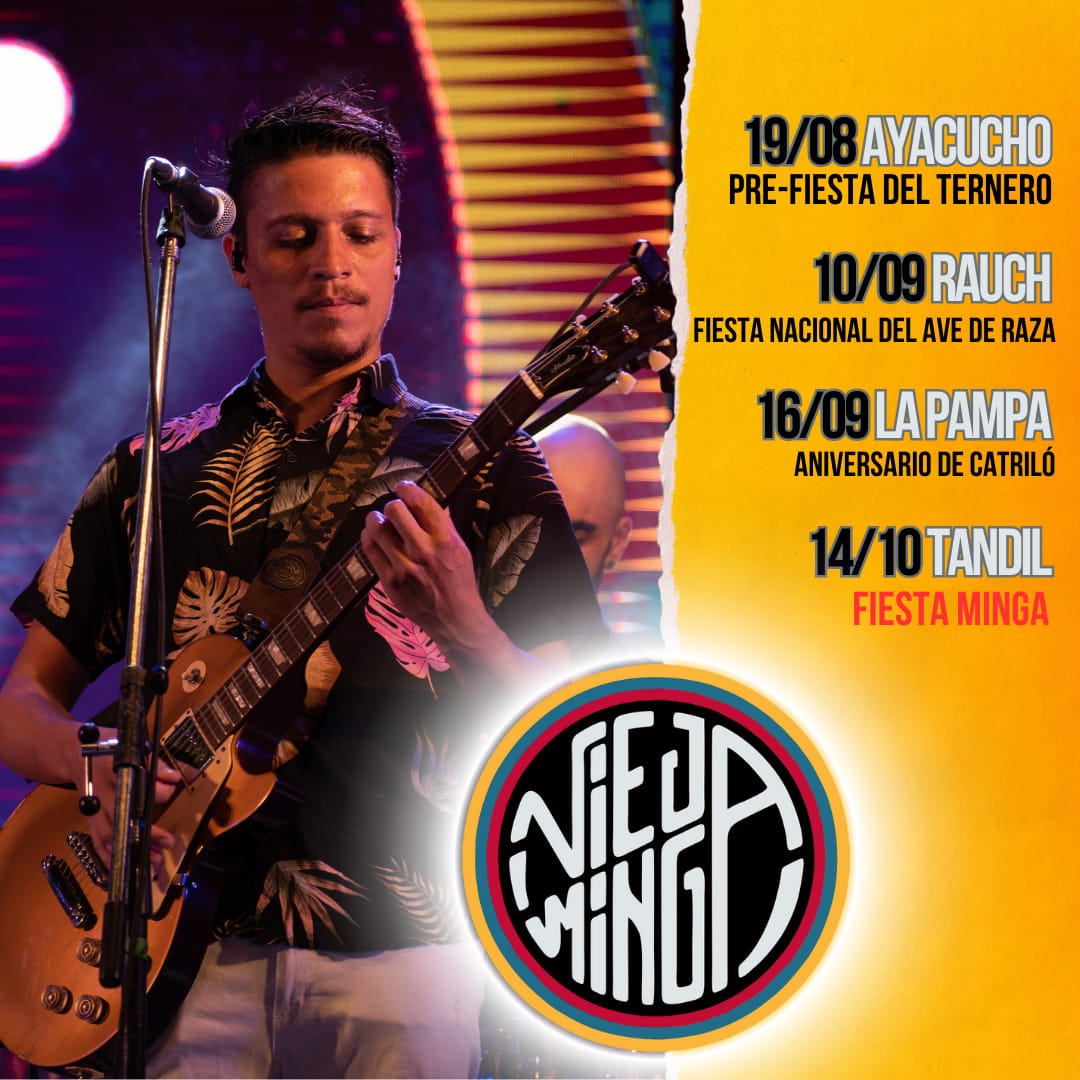 19/08 AYACUCHO
PRE-FIESTA DEL TERNERO
10/09 RAUCH
FIESTA NACIONAL DEL AVE DE RAZA
16/09 LA PAMPA
ANIVERSARIO DE CATRILÓ
14/10 TANDIL
FIESTA MINGA
VIEJA
MINGA